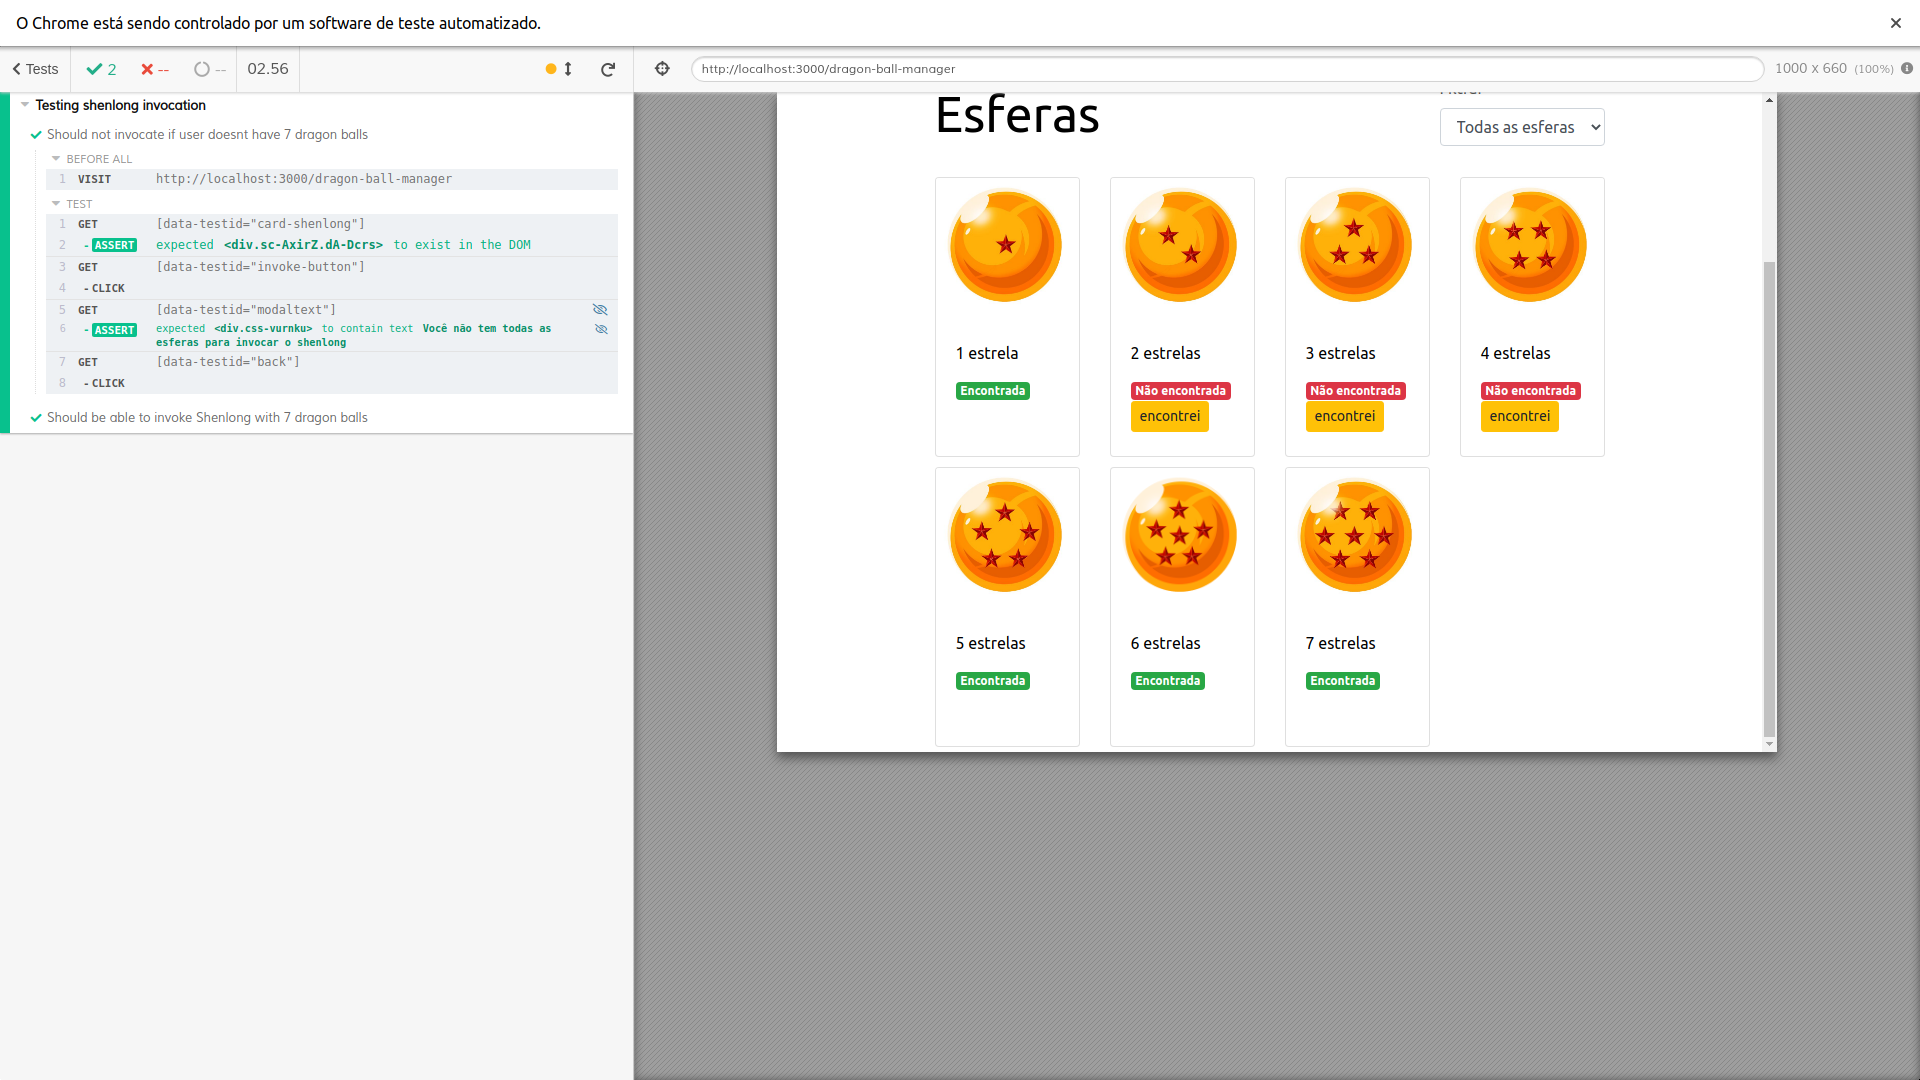 O Chrome está sendo controlado por um software de teste automatizado.
Tests 2 -- -- 02.56
http://localhost:3000/dragon-ball-manager
1000 x 660 (100%)
Testing shenlong invocation
Should not invocate if user doesnt have 7 dragon balls
BEFORE ALL
1 VISIT http://localhost:3000/dragon-ball-manager
TEST
1 GET [data-testid="card-shenlong"]
2 -ASSERT expected <div.sc-AxirZ.dA-Dcrs> to exist in the DOM
3 GET [data-testid="invoke-button"]
4 -CLICK
5 GET [data-testid="modaltext"]
6 -ASSERT expected <div.css-vurnku> to contain text Você não tem todas as
esferas para invocar o shenlong
7 GET [data-testid="back"]
8 -CLICK
Should be able to invoke Shenlong with 7 dragon balls
Esferas
Todas as esferas
1 estrela
Encontrada
2 estrelas
Não encontrada
encontrei
3 estrelas
Não encontrada
encontrei
4 estrelas
Não encontrada
encontrei
5 estrelas
Encontrada
6 estrelas
Encontrada
7 estrelas
Encontrada